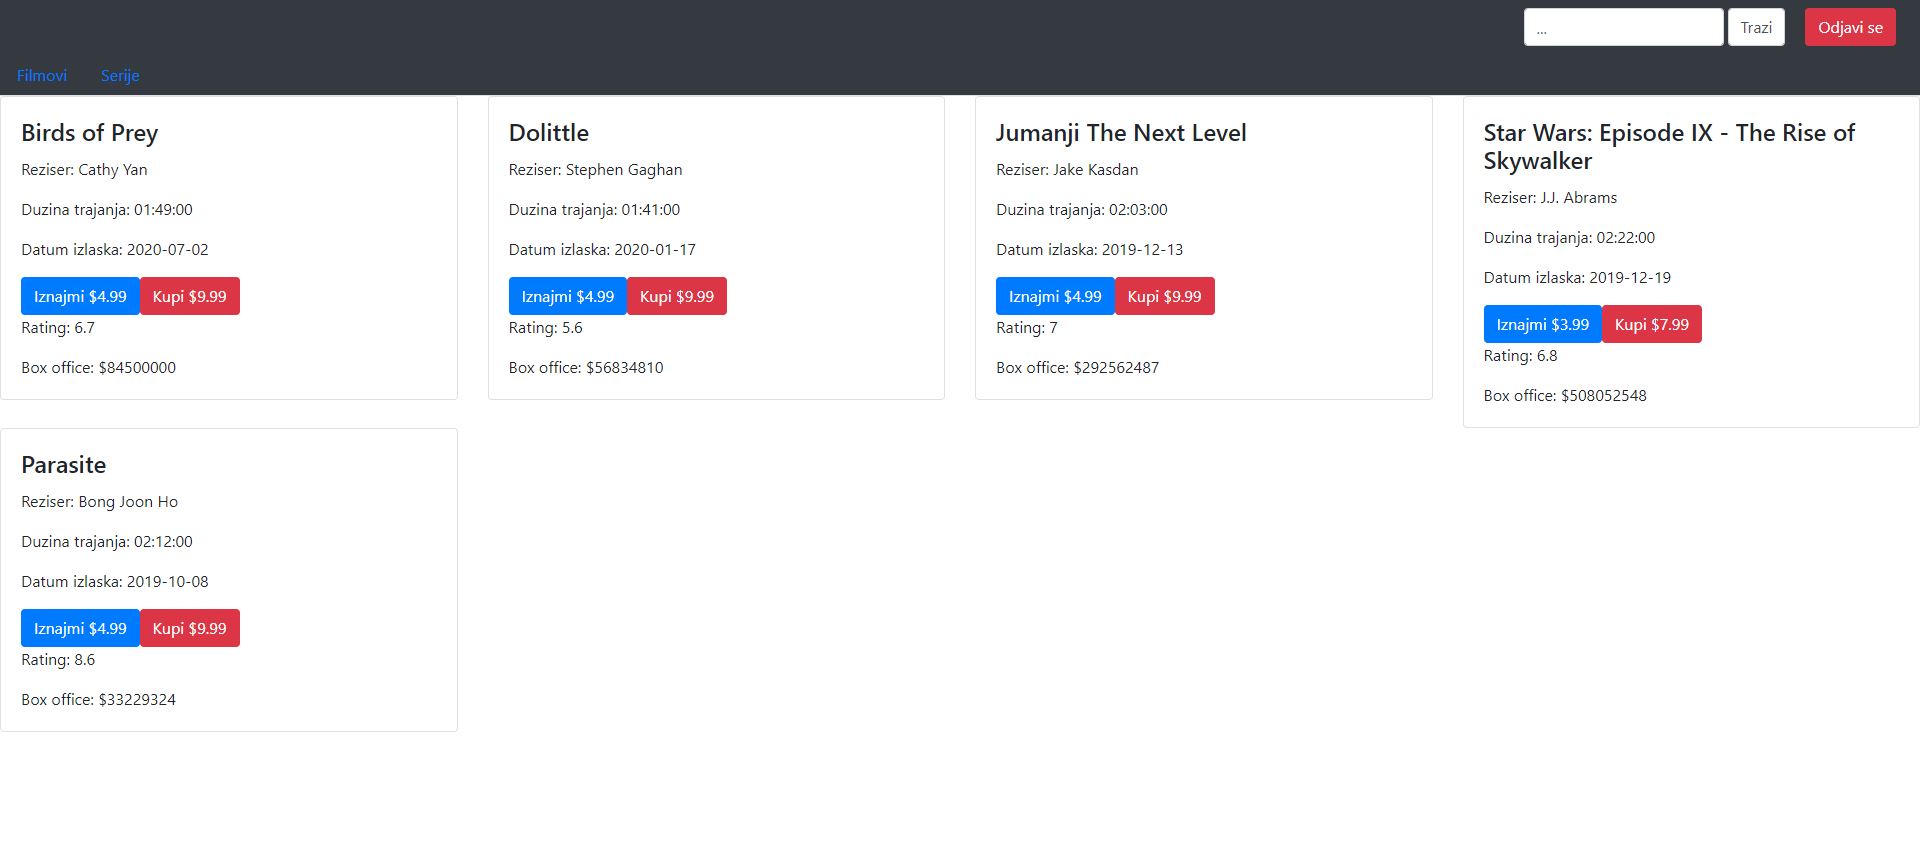 ...
Trazi
Odjavi se
Filmovi
Serije
Birds of Prey
Reziser: Cathy Yan
Duzina trajanja: 01:49:00
Datum izlaska: 2020-07-02
Iznajmi $4.99
Kupi $9.99
Rating: 6.7
Box office: $84500000
Dolittle
Reziser: Stephen Gaghan
Duzina trajanja: 01:41:00
Datum izlaska: 2020-01-17
Iznajmi $4.99
Kupi $9.99
Rating: 5.6
Box office: $56834810
Jumanji The Next Level
Reziser: Jake Kasdan
Duzina trajanja: 02:03:00
Datum izlaska: 2019-12-13
Iznajmi $4.99
Kupi $9.99
Rating: 7
Box office: $292562487
Star Wars: Episode IX - The Rise of
Skywalker
Reziser: J.J. Abrams
Duzina trajanja: 02:22:00
Datum izlaska: 2019-12-19
Iznajmi $3.99
Kupi $7.99
Rating: 6.8
Box office: $508052548
Parasite
Reziser: Bong Joon Ho
Duzina trajanja: 02:12:00
Datum izlaska: 2019-10-08
Iznajmi $4.99
Kupi $9.99
Rating: 8.6
Box office: $33229324